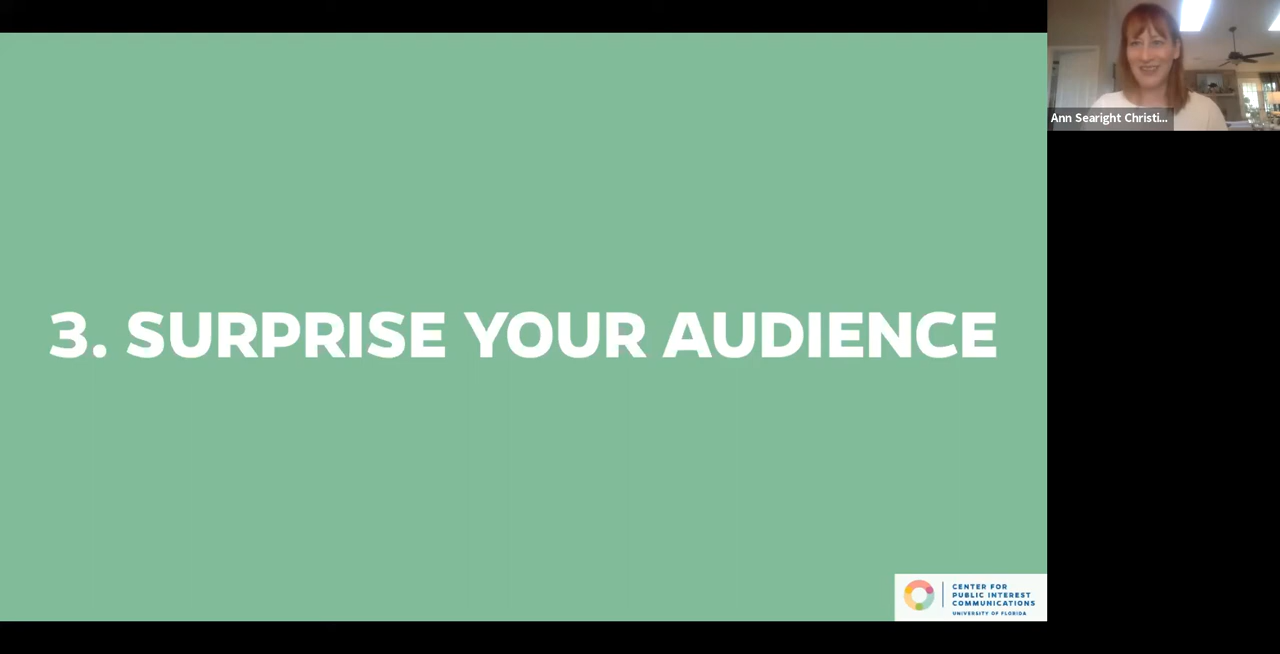 Ann Searight Christi...
3. SURPRISE YOUR AUDIENCE
CENTER FOR
PUBLIC INTEREST
COMMUNICATIONS
UNIVERSITY OF FLORIDA